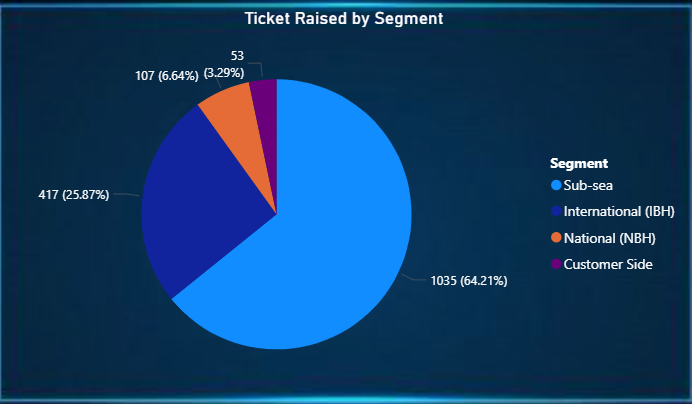 Ticket Raised by Segment
53
(3.29%)
107 (6.64%)
417 (25.87%)
1035 (64.21%)
Segment
Sub-sea
International (IBH)
National (NBH)
Customer Side